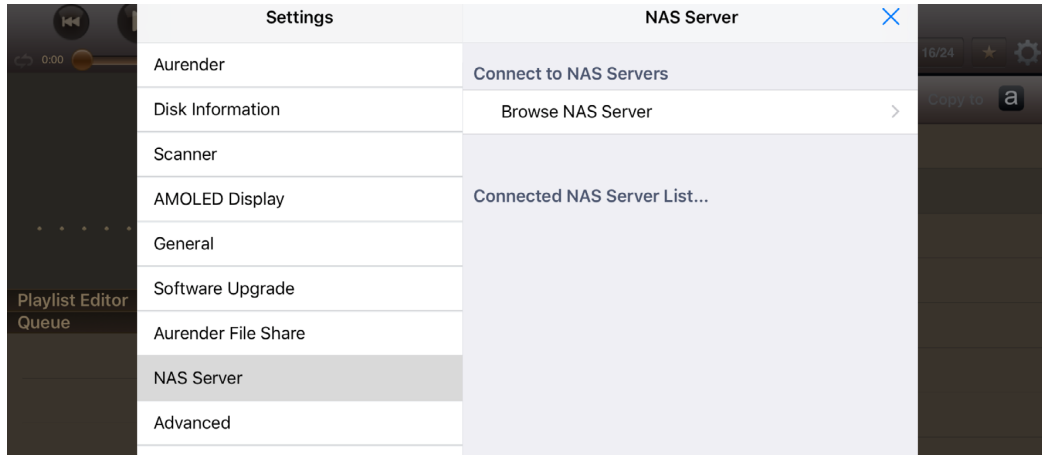 Settings
NAS Server
0:00
16/24
Aurender
Disk Information
Scanner
AMOLED Display
General
Software Upgrade
Aurender File Share
NAS Server
Advanced
Connect to NAS Servers
Browse NAS Server
Connected NAS Server List...
Copy to a
Playlist Editor
Queue